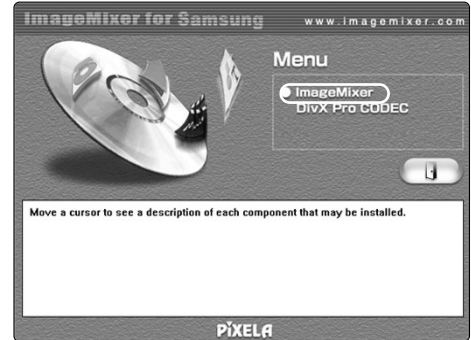 ImageMixer for Samsung
www.imagemixer.com
Menu
ImageMixer
DivX Pro CODEC
Move a cursor to see a description of each component that may be installed.
PIXELA